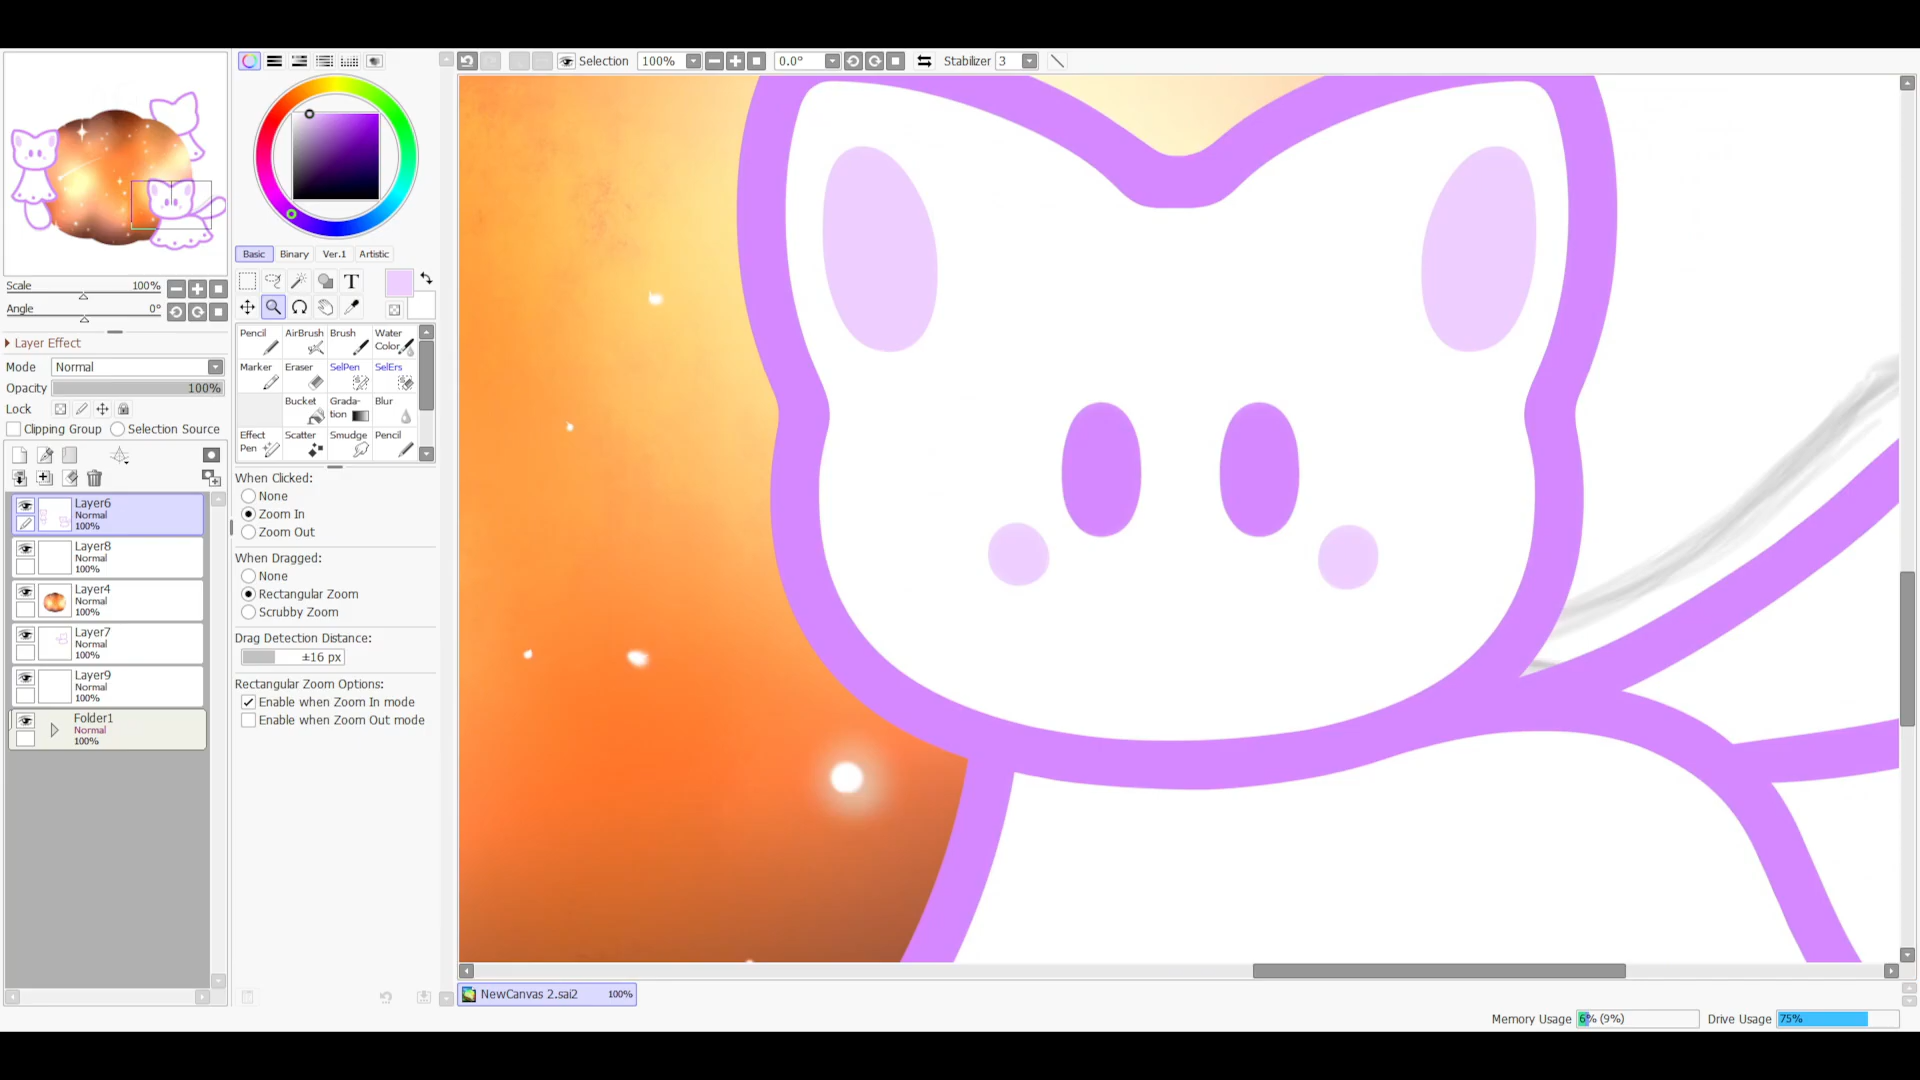 Selection 100% 0.0° Stabilizer 3
Scale 100%
Angle 0°
Layer Effect
Mode Normal
Opacity 100%
Lock
Clipping Group Selection Source
Layer6
Normal
100%
Layer8
Normal
100%
Layer4
Normal
100%
Layer7
Normal
100%
Layer9
Normal
100%
Folder1
Normal
100%
Basic Binary Ver.1 Artistic
T
Pencil AirBrush Brush Water
Color
Marker Eraser SelPen SelErs
Bucket Grada-
tion Blur
Effect
Pen Scatter Smudge Pencil
When Clicked:
None
Zoom In
Zoom Out
When Dragged:
None
Rectangular Zoom
Scrubby Zoom
Drag Detection Distance:
±16 px
Rectangular Zoom Options:
Enable when Zoom In mode
Enable when Zoom Out mode
NewCanvas 2.sai2 100%
Memory Usage 6% (9%) Drive Usage 75%